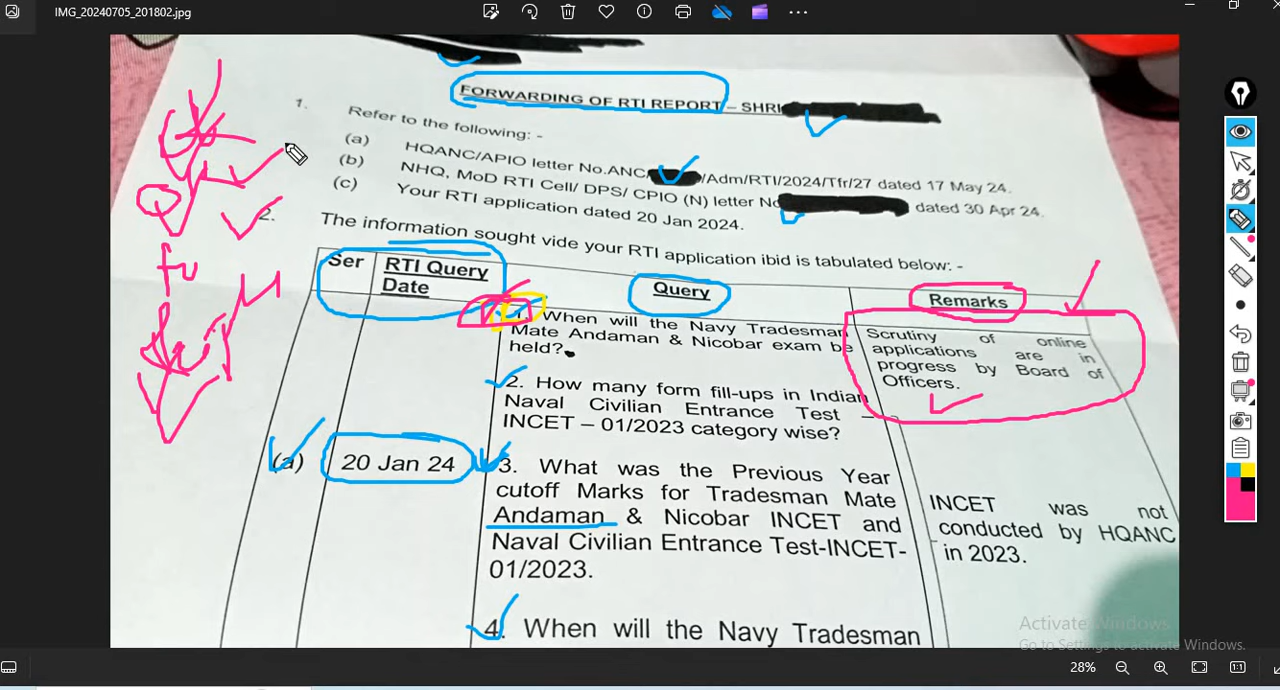 IMG_20240705_201802.jpg
FORWARDING OF RTI REPORT – SHRI
1. Refer to the following: -
(a) HQANC/APIO letter No.ANC/ /Adm/RTI/2024/Tfr/27 dated 17 May 24.
(b) NHQ, MoD RTI Cell/ DPS/ CPIO (N) letter No dated 30 Apr 24.
(c) Your RTI application dated 20 Jan 2024.
2. The information sought vide your RTI application ibid is tabulated below: -
Ser
RTI Query
Date
Query
Remarks
(a)
20 Jan 24
1. When will the Navy Tradesman
Mate Andaman & Nicobar exam be
held?
Scrutiny of online
applications are in
progress by Board of
Officers.
2. How many form fill-ups in Indian
Naval Civilian Entrance Test –
INCET – 01/2023 category wise?
3. What was the Previous Year
cutoff Marks for Tradesman Mate
Andaman & Nicobar INCET and
Naval Civilian Entrance Test-INCET-
01/2023.
INCET was not
conducted by HQANC
in 2023.
4. When will the Navy Tradesman
Activate Windows
Go to Settings to activate Windows.
28%
1:1